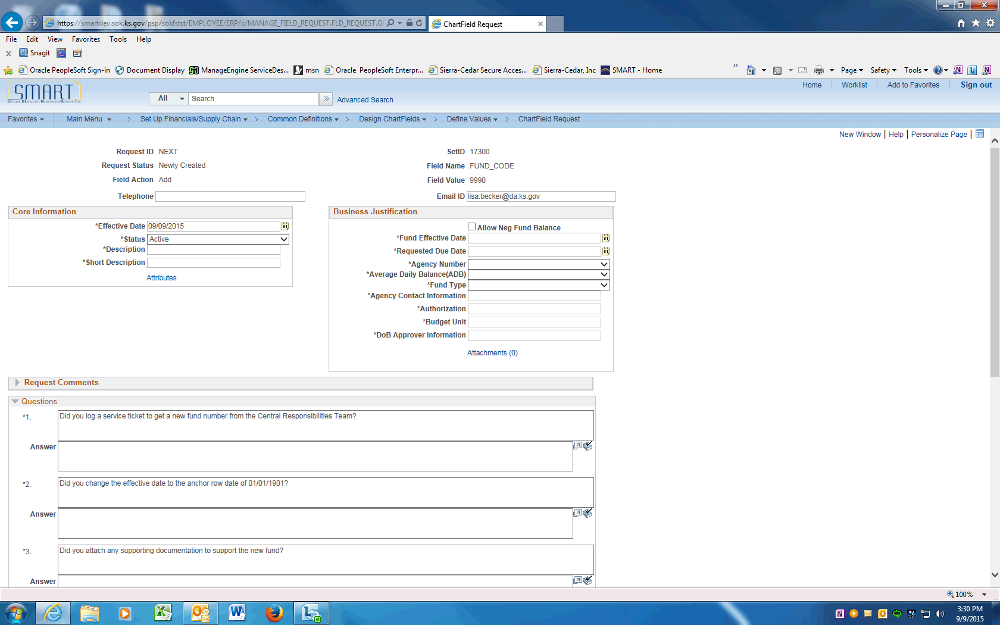 https://smartdev.sok.ks.gov/psp/sokfstst/EMPLOYEE/ERP/c/MANAGE_FIELD_REQUEST.FLD_REQUEST.GI
ChartField Request
File Edit View Favorites Tools Help
x Snagit
Oracle PeopleSoft Sign-in Document Display ManageEngine ServiceDes... msn Oracle PeopleSoft Enterpr... Sierra-Cedar Secure Acces... Sierra-Cedar, Inc SMART - Home Page Safety Tools
SMART
Home Worklist Add to Favorites Sign out
All Search Advanced Search
Favorites Main Menu > Set Up Financials/Supply Chain > Common Definitions > Design ChartFields > Define Values > ChartField Request
New Window | Help | Personalize Page |
Request ID NEXT SetID 17300
Request Status Newly Created Field Name FUND_CODE
Field Action Add Field Value 9990
Telephone Email ID lisa.becker@da.ks.gov
Core Information
*Effective Date 09/09/2015
*Status Active
*Description
*Short Description
Attributes
Business Justification
Allow Neg Fund Balance
*Fund Effective Date
*Requested Due Date
*Agency Number
*Average Daily Balance(ADB)
*Fund Type
*Agency Contact Information
*Authorization
*Budget Unit
*DoB Approver Information
Attachments (0)
Request Comments
Questions
*1. Did you log a service ticket to get a new fund number from the Central Responsibilities Team?
Answer
*2. Did you change the effective date to the anchor row date of 01/01/1901?
Answer
*3. Did you attach any supporting documentation to support the new fund?
Answer
100%
3:30 PM
9/9/2015